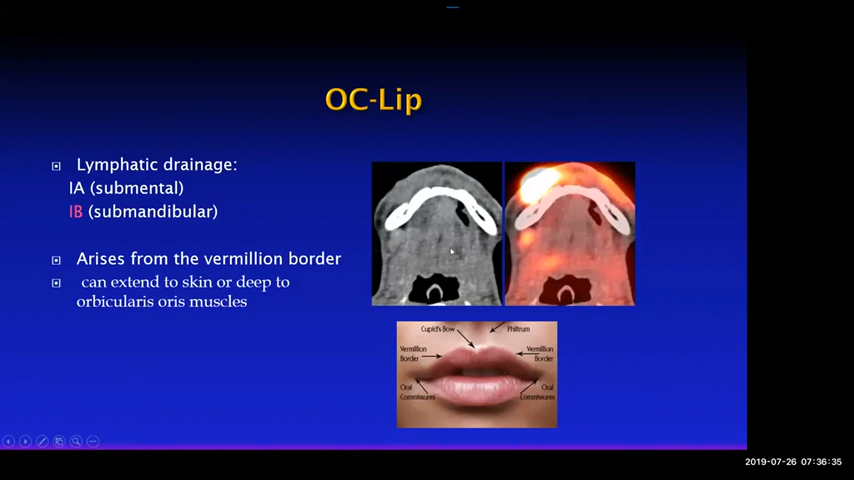 OC-Lip
Lymphatic drainage:
IA (submental)
IB (submandibular)
Arises from the vermillion border
can extend to skin or deep to
orbicularis oris muscles
Cupid's Bow
Philtrum
Vermillion
Border
Vermillion
Border
Oral
Commissures
Oral
Commissures
2019-07-26 07:36:35